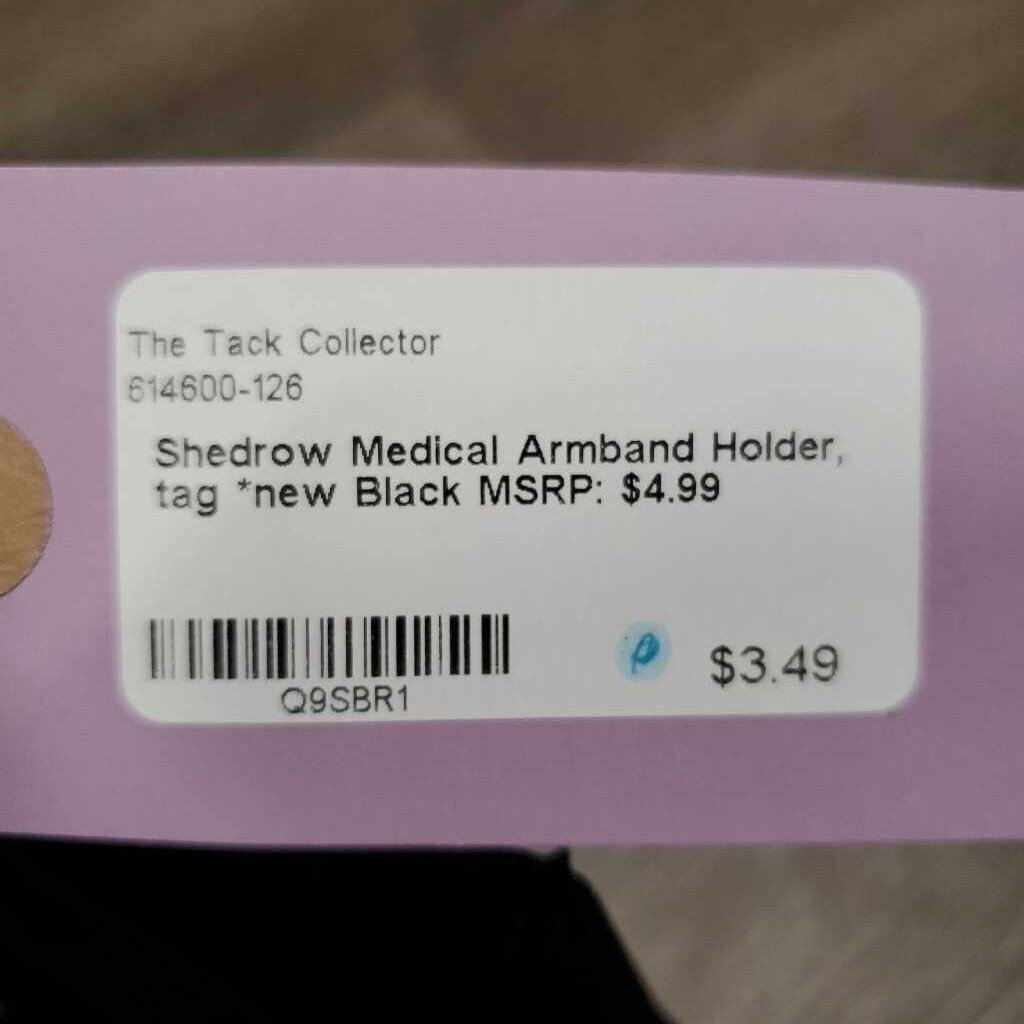 The Tack Collector
614600-126
Shedrow Medical Armband Holder,
tag *new Black MSRP: $4.99
Q9SBR1
P $3.49